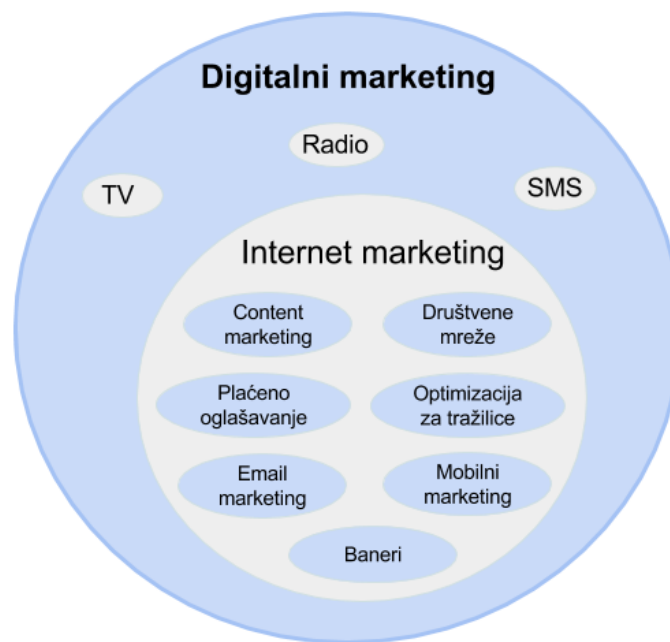 Digitalni marketing
Radio
TV
SMS
Internet marketing
Content
marketing
Društvene
mreže
Plaćeno
oglašavanje
Optimizacija
za tražilice
Email
marketing
Mobilni
marketing
Baneri